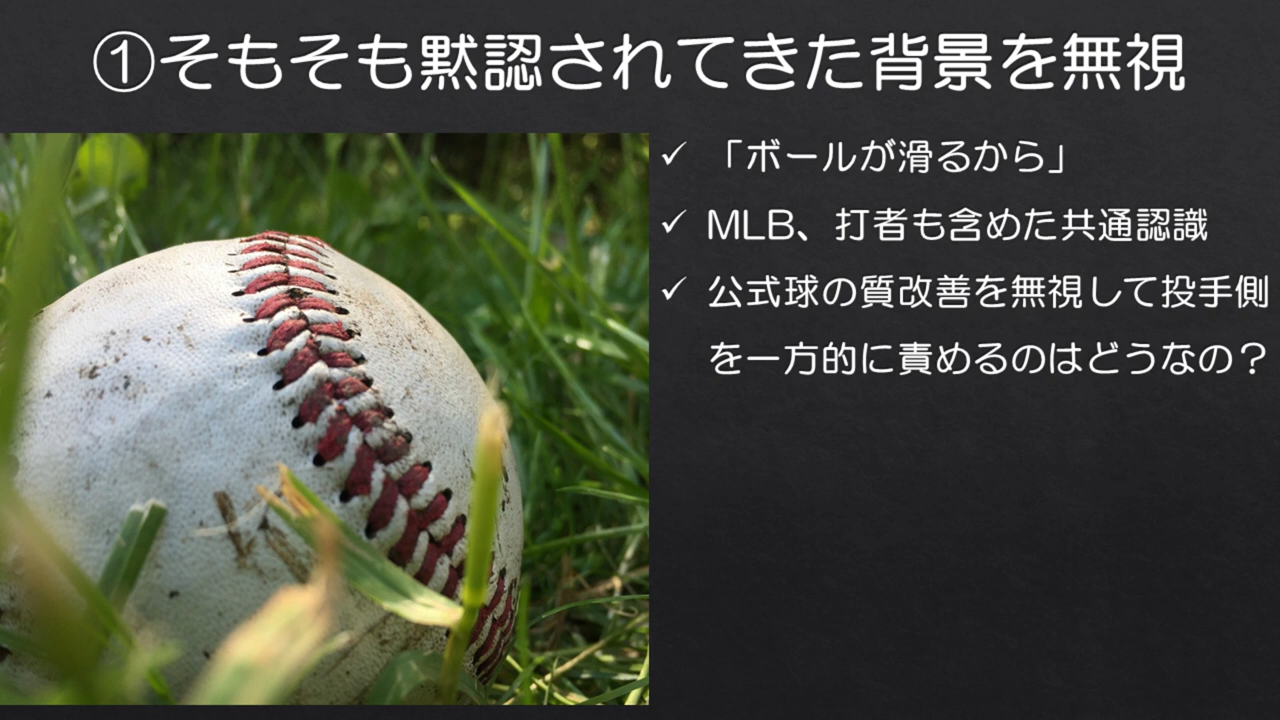 ①そもそも黙認されてきた背景を無視
✓ 「ボールが滑るから」
✓ MLB、打者も含めた共通認識
✓ 公式球の質改善を無視して投手側
を一方的に責めるのはどうなの？